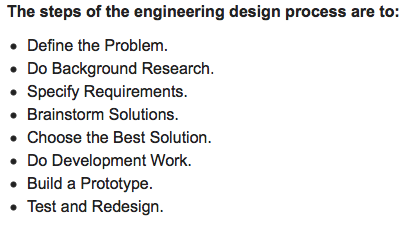 The steps of the engineering design process are to:
• Define the Problem.
• Do Background Research.
• Specify Requirements.
• Brainstorm Solutions.
• Choose the Best Solution.
• Do Development Work.
• Build a Prototype.
• Test and Redesign.